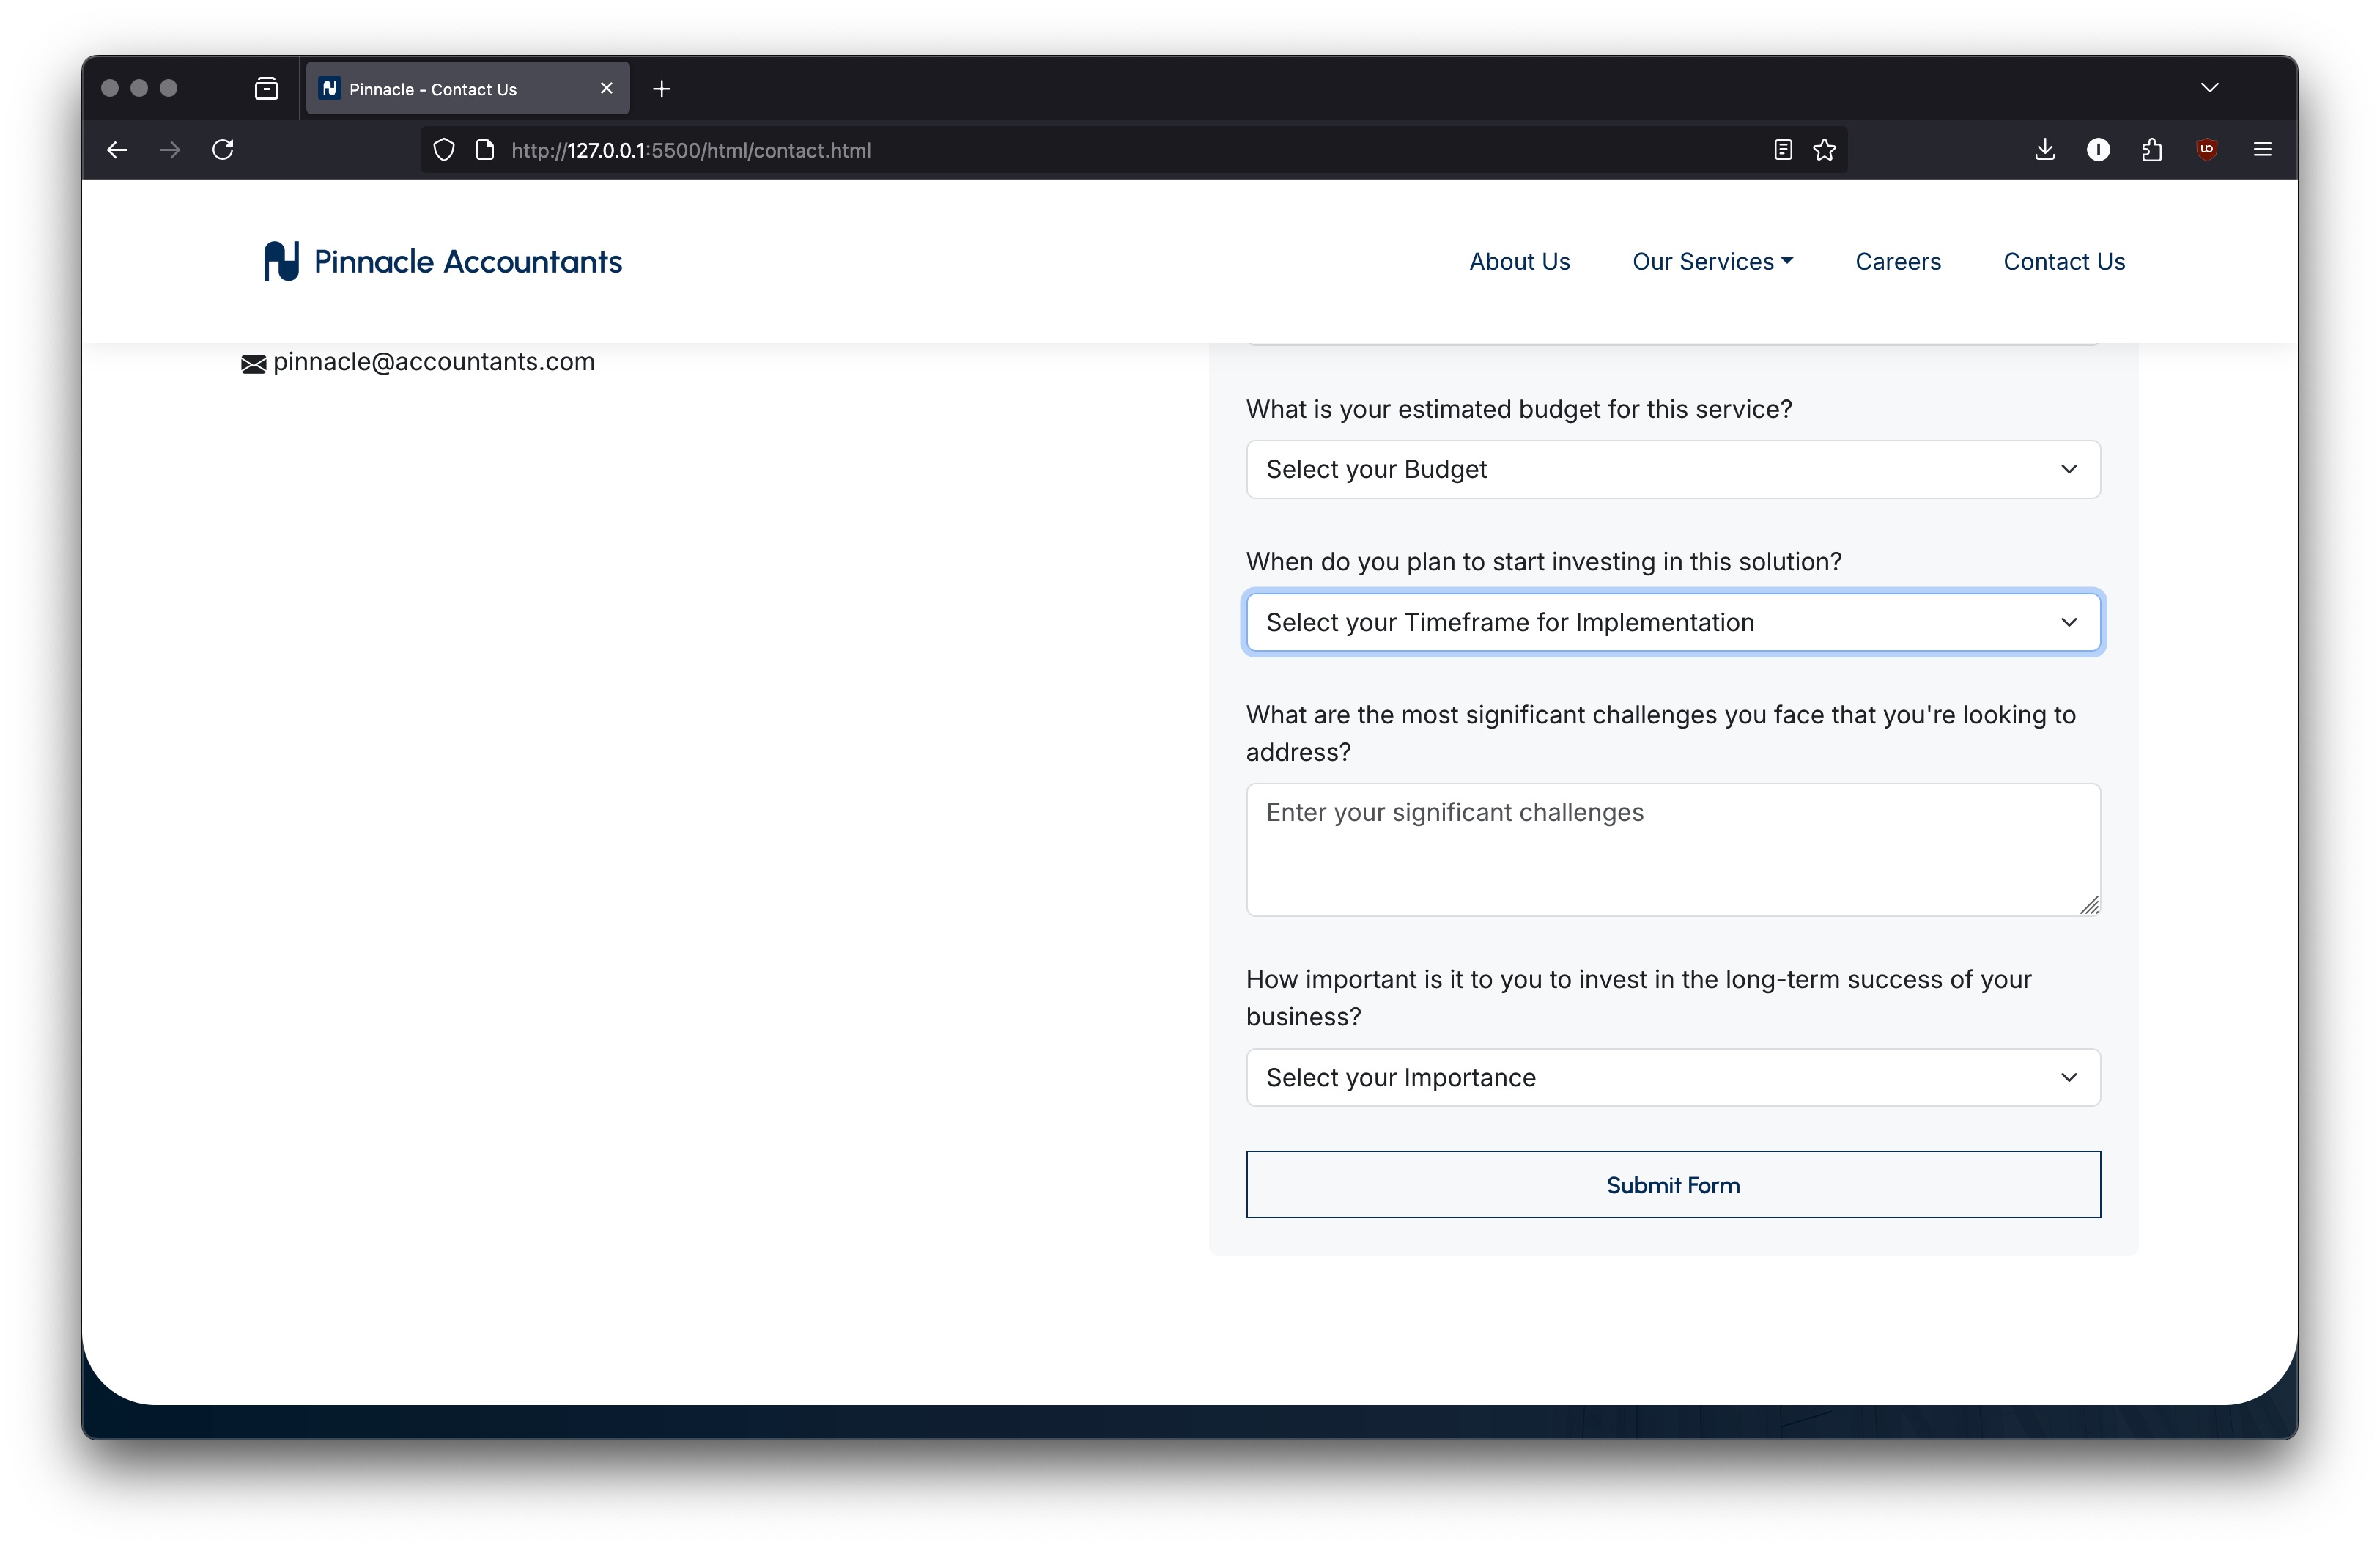 Pinnacle - Contact Us
http://127.0.0.1:5500/html/contact.html
Pinnacle Accountants
About Us
Our Services
Careers
Contact Us
pinnacle@accountants.com
What is your estimated budget for this service?
Select your Budget
When do you plan to start investing in this solution?
Select your Timeframe for Implementation
What are the most significant challenges you face that you're looking to
address?
Enter your significant challenges
How important is it to you to invest in the long-term success of your
business?
Select your Importance
Submit Form